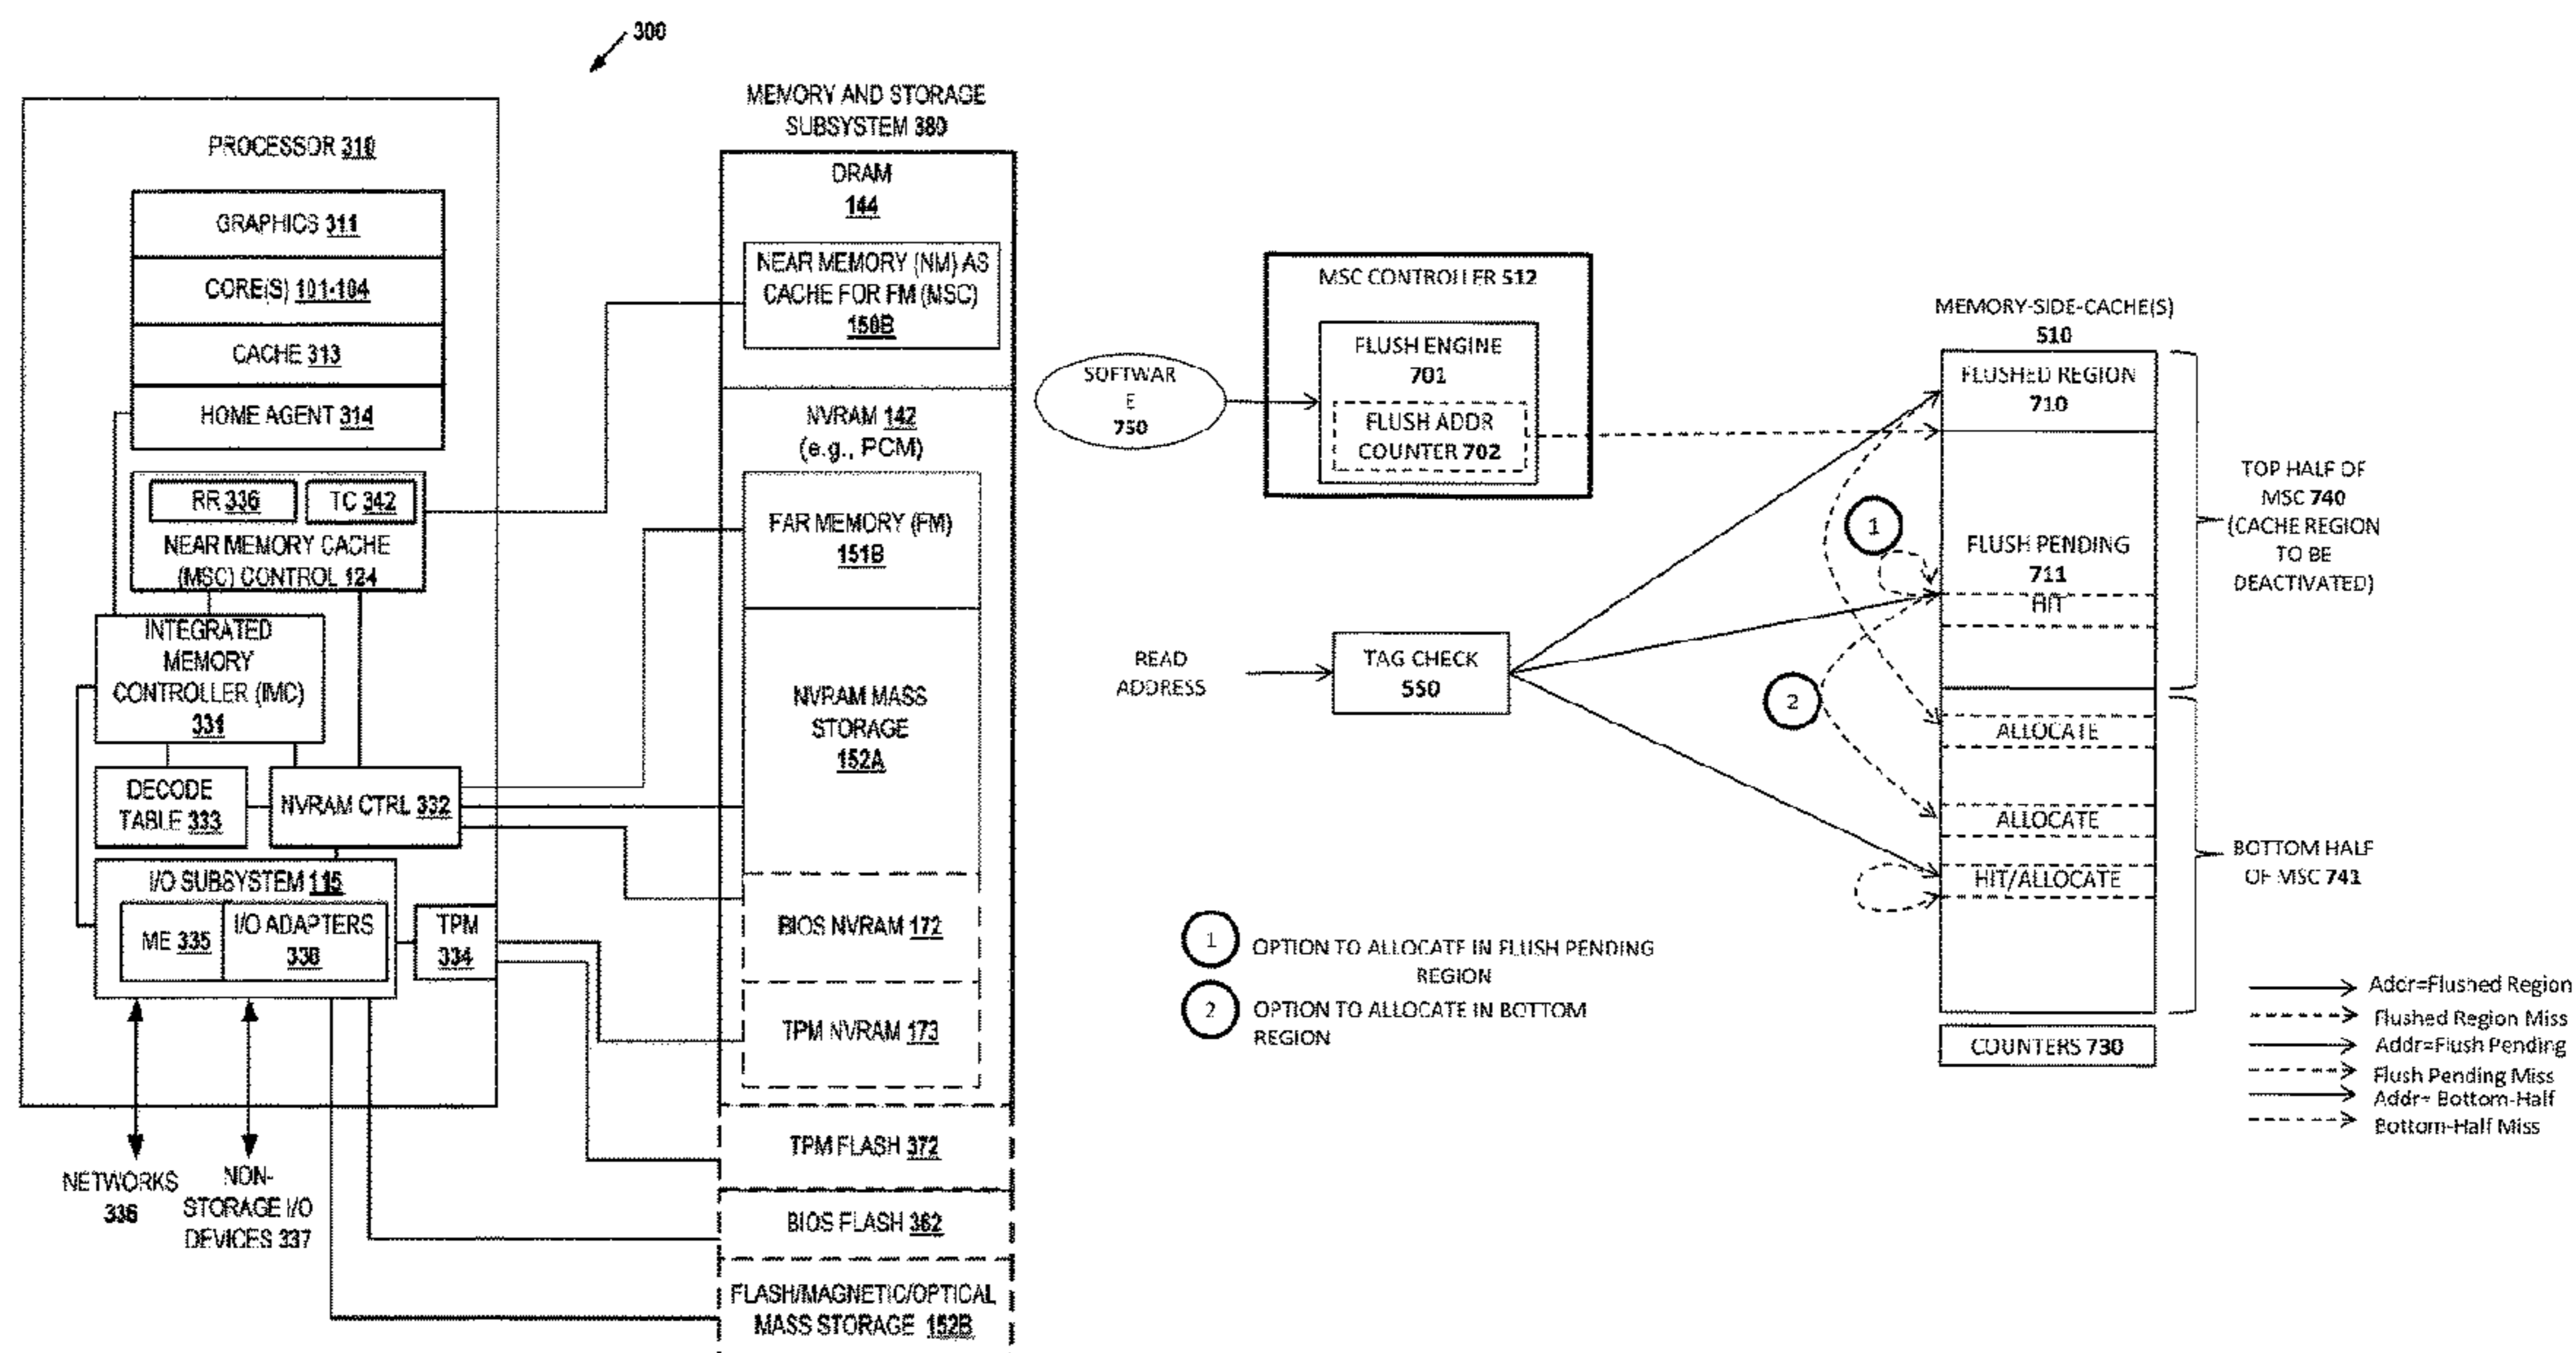 300
PROCESSOR 310
GRAPHICS 311
CORE(S) 101-104
CACHE 313
HOME AGENT 314
RR 336
TC 342
NEAR MEMORY CACHE
(MSC) CONTROL 124
INTEGRATED
MEMORY
CONTROLLER (IMC)
331
DECODE
TABLE 333
NVRAM CTRL 332
I/O SUBSYSTEM 115
ME 335
I/O ADAPTERS
338
TPM
334
NETWORKS
336
NON-
STORAGE I/O
DEVICES 337
MEMORY AND STORAGE
SUBSYSTEM 380
DRAM
144
NEAR MEMORY (NM) AS
CACHE FOR FM (MSC)
150B
NVRAM 142
(e.g., PCM)
FAR MEMORY (FM)
151B
NVRAM MASS
STORAGE
152A
BIOS NVRAM 172
TPM NVRAM 173
TPM FLASH 372
BIOS FLASH 362
FLASH/MAGNETIC/OPTICAL
MASS STORAGE 152B
SOFTWAR
E
750
MSC CONTROLLER 512
FLUSH ENGINE
701
FLUSH ADDR
COUNTER 702
READ
ADDRESS
TAG CHECK
550
1
2
MEMORY-SIDE-CACHE(S)
510
FLUSHED REGION
710
FLUSH PENDING
711
HIT
ALLOCATE
ALLOCATE
HIT/ALLOCATE
COUNTERS 730
TOP HALF OF
MSC 740
(CACHE REGION
TO BE
DEACTIVATED)
BOTTOM HALF
OF MSC 741
1
OPTION TO ALLOCATE IN FLUSH PENDING
REGION
2
OPTION TO ALLOCATE IN BOTTOM
REGION
Addr=Flushed Region
Flushed Region Miss
Addr=Flush Pending
Flush Pending Miss
Addr= Bottom-Half
Bottom-Half Miss